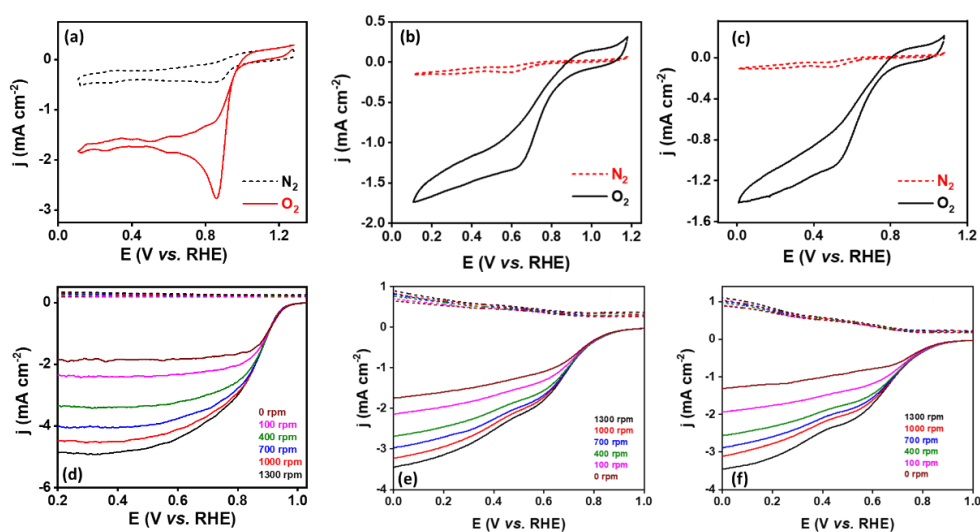 (a)
0
-1
-2
-3
j (mA cm⁻²)
N₂
O₂
0.0 0.4 0.8 1.2
E (V vs. RHE)
(b)
0.5
0.0
-0.5
-1.0
-1.5
-2.0
j (mA cm⁻²)
N₂
O₂
0.0 0.2 0.4 0.6 0.8 1.0 1.2
E (V vs. RHE)
(c)
0.0
-0.4
-0.8
-1.2
-1.6
j (mA cm⁻²)
N₂
O₂
0.0 0.2 0.4 0.6 0.8 1.0 1.2
E (V vs. RHE)
0
-2
-4
-6
j (mA cm⁻²)
0 rpm
100 rpm
400 rpm
700 rpm
1000 rpm
1300 rpm
(d)
0.2 0.4 0.6 0.8 1.0
E (V vs. RHE)
1
0
-1
-2
-3
-4
j (mA cm⁻²)
1300 rpm
1000 rpm
700 rpm
400 rpm
100 rpm
0 rpm
(e)
0.0 0.2 0.4 0.6 0.8 1.0
E (V vs. RHE)
1
0
-1
-2
-3
-4
j (mA cm⁻²)
1300 rpm
1000 rpm
700 rpm
400 rpm
100 rpm
0 rpm
(f)
0.0 0.2 0.4 0.6 0.8 1.0
E (V vs. RHE)